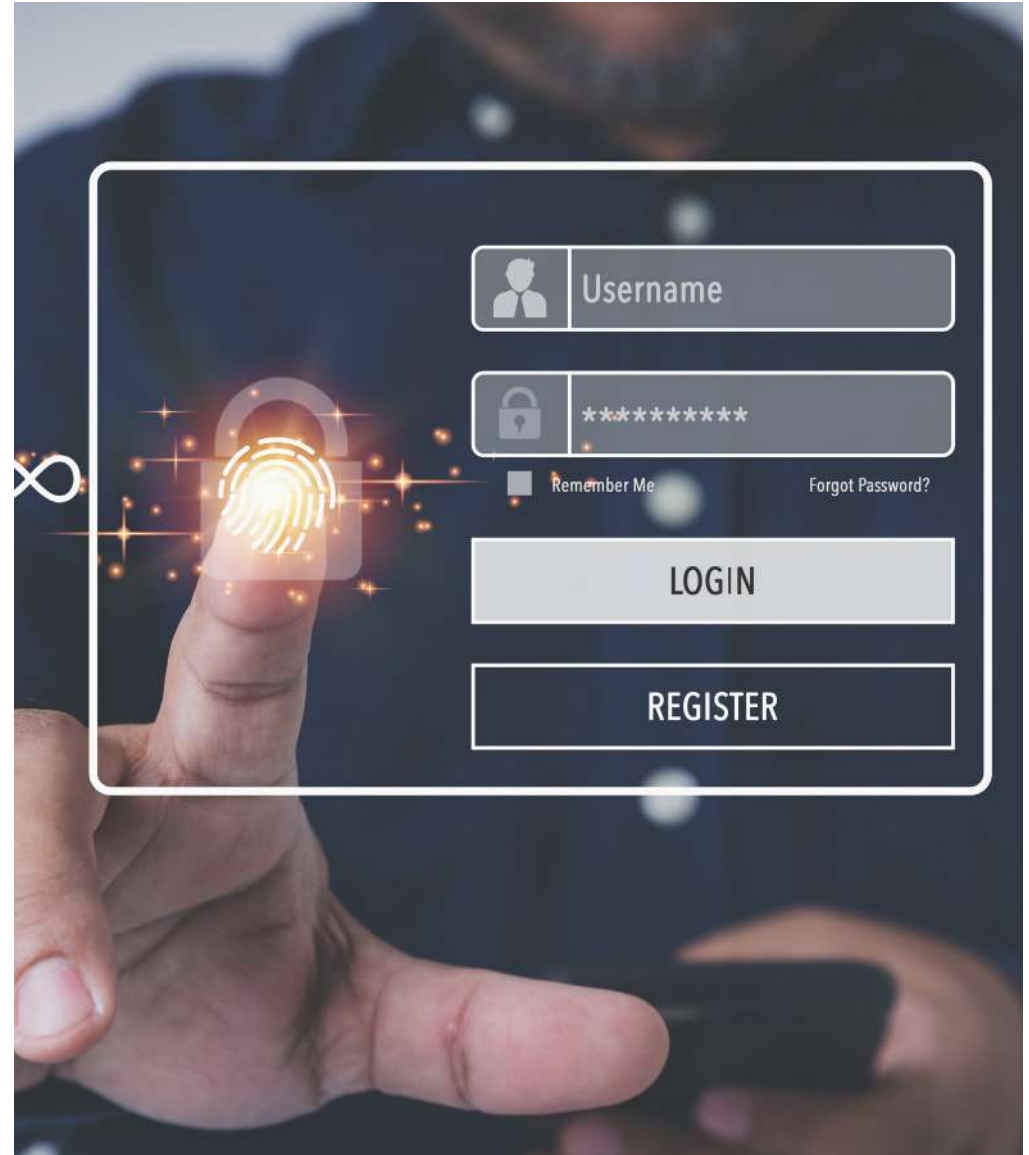 Username
**********
Remember Me
Forgot Password?
LOGIN
REGISTER